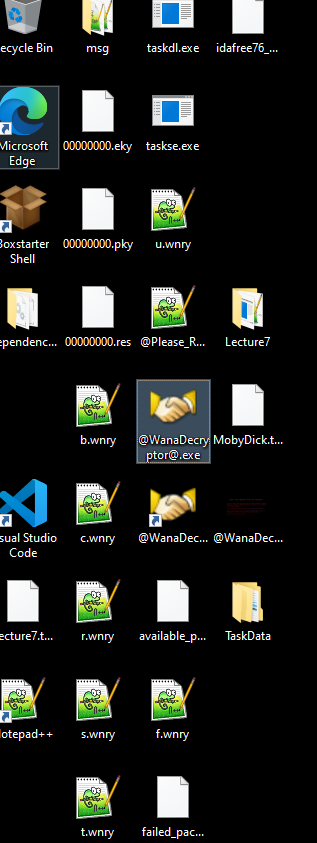 ecycle Bin
msg
taskdl.exe
idafree76_...
Microsoft
Edge
00000000.eky
taskse.exe
Boxstarter
Shell
00000000.pky
u.wnry
ependenc...
00000000.res
@Please_R...
Lecture7
b.wnry
@WanaDecry
ptor@.exe
MobyDick.t...
sual Studio
Code
c.wnry
@WanaDec...
@WanaDec...
ecture7.t...
r.wnry
available_p...
TaskData
otepad++
s.wnry
f.wnry
t.wnry
failed_pac...